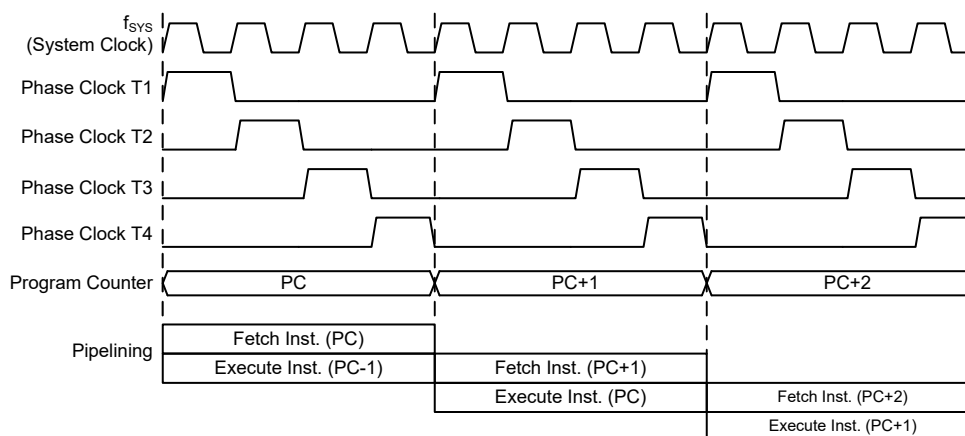 fSYS
(System Clock)
Phase Clock T1
Phase Clock T2
Phase Clock T3
Phase Clock T4
Program Counter PC PC+1 PC+2
Pipelining
Fetch Inst. (PC)
Execute Inst. (PC-1) Fetch Inst. (PC+1)
Execute Inst. (PC) Fetch Inst. (PC+2)
Execute Inst. (PC+1)